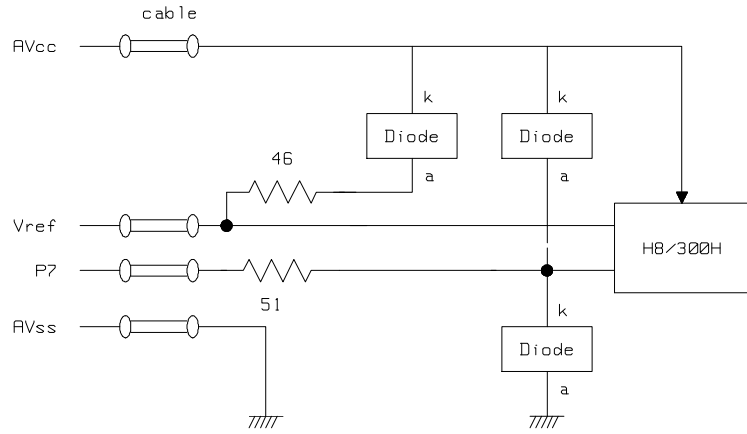 cable
AVcc
k
k
Diode
Diode
46
a
a
Vref
H8/300H
P7
51
k
AVss
Diode
a